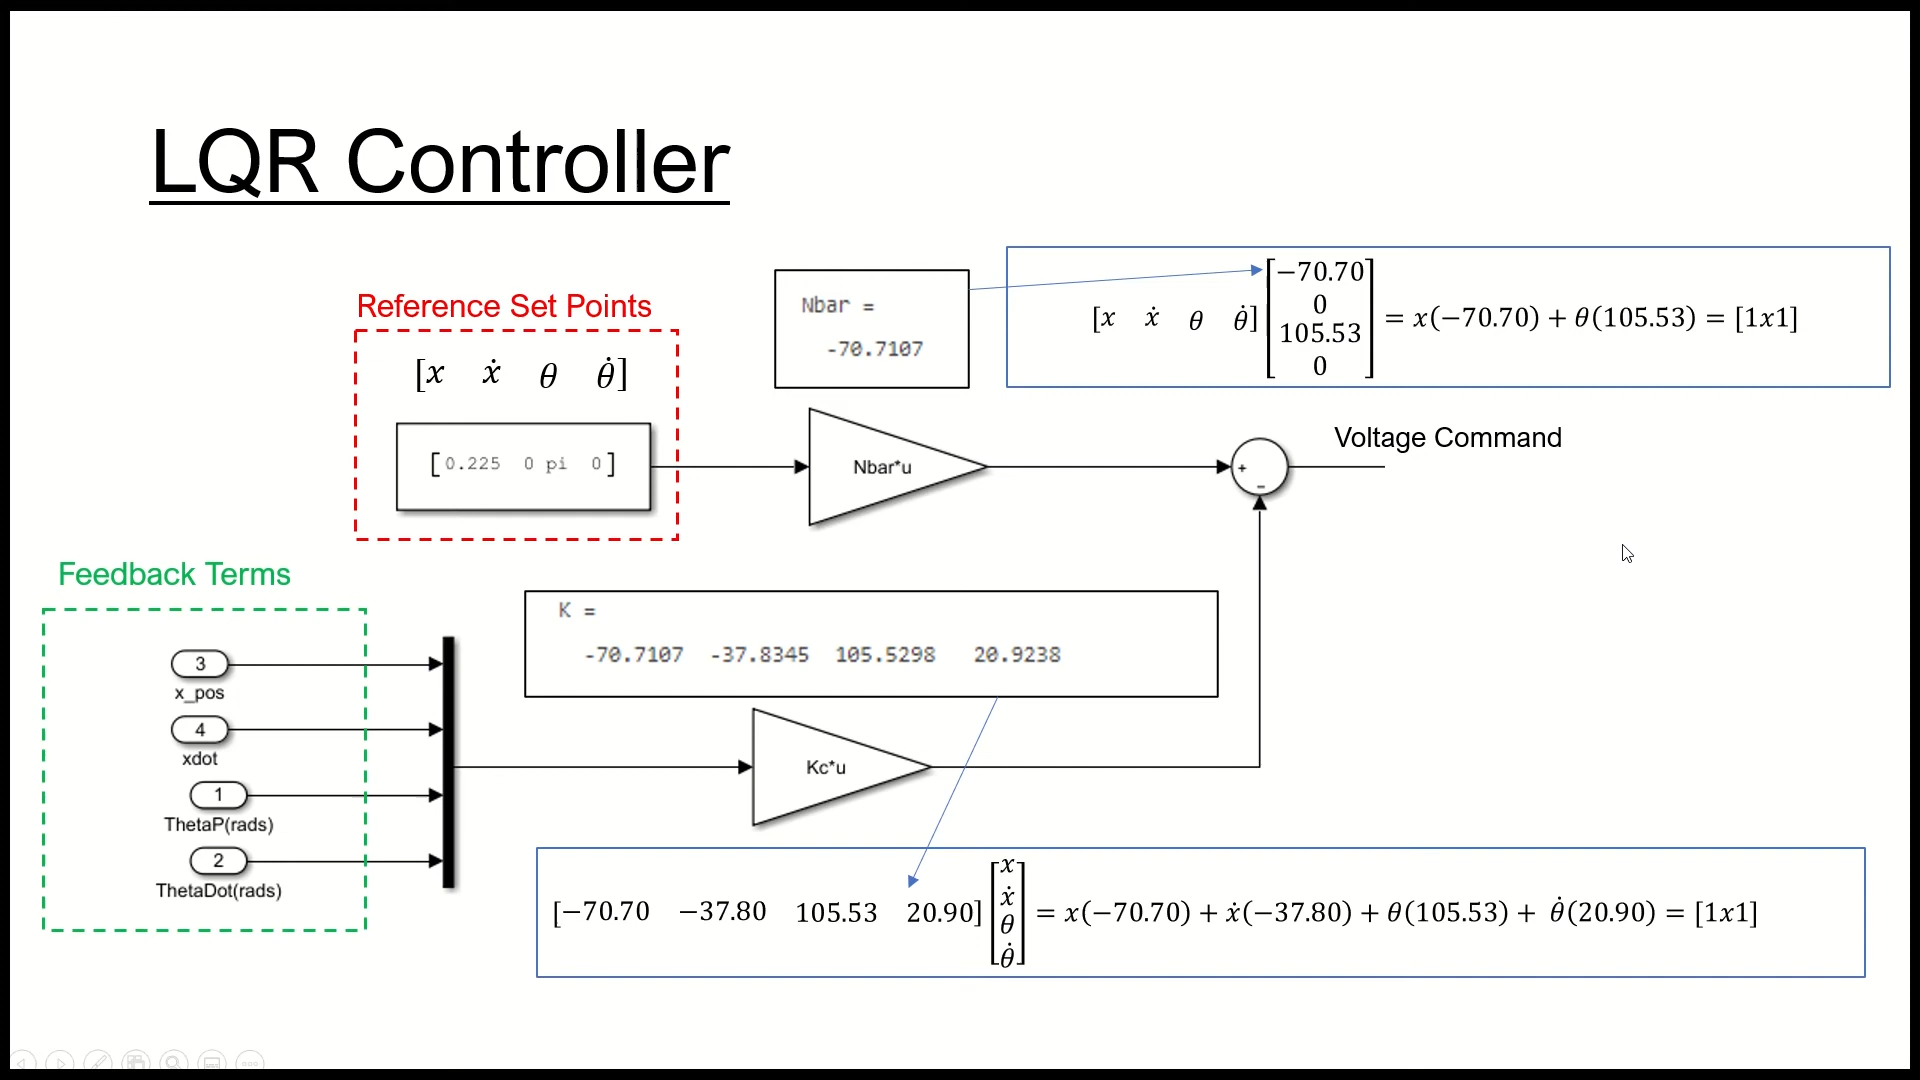 LQR Controller
Reference Set Points
[x ẋ θ θ̇]
[0.225 0 pi 0]
Nbar =
-70.7107
[x ẋ θ θ̇] [−70.70 0 105.53 0] = x(−70.70) + θ(105.53) = [1x1]
Nbar*u
+
−
Voltage Command
Feedback Terms
3
x_pos
4
xdot
1
ThetaP(rads)
2
ThetaDot(rads)
K =
-70.7107 -37.8345 105.5298 20.9238
Kc*u
[−70.70 −37.80 105.53 20.90] [x ẋ θ θ̇] = x(−70.70) + ẋ(−37.80) + θ(105.53) + θ̇(20.90) = [1x1]